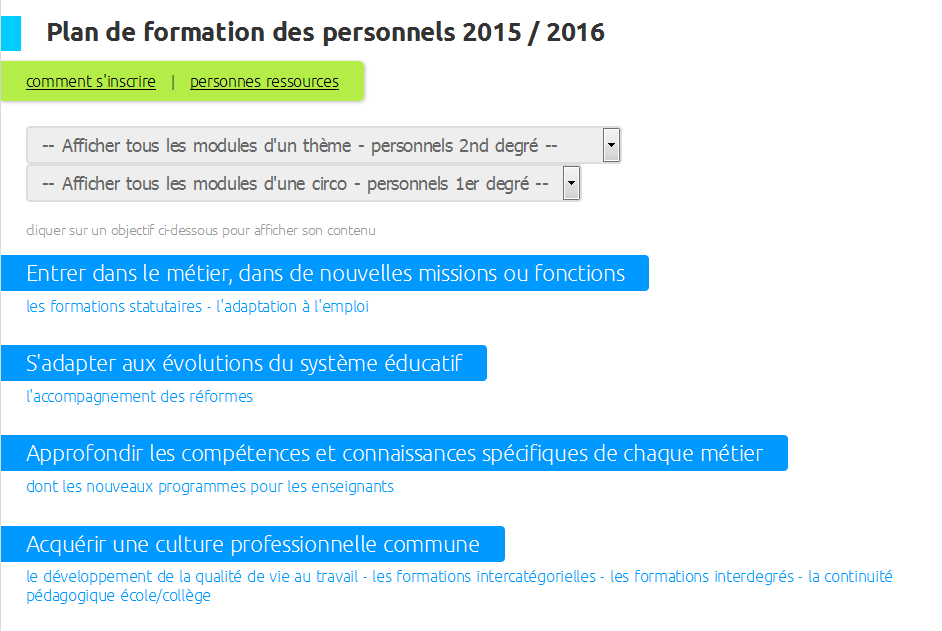 Plan de formation des personnels 2015 / 2016
comment s'inscrire | personnes ressources
-- Afficher tous les modules d'un thème - personnels 2nd degré --
-- Afficher tous les modules d'une circo - personnels 1er degré --
cliquer sur un objectif ci-dessous pour afficher son contenu
Entrer dans le métier, dans de nouvelles missions ou fonctions
les formations statutaires - l'adaptation à l'emploi
S'adapter aux évolutions du système éducatif
l'accompagnement des réformes
Approfondir les compétences et connaissances spécifiques de chaque métier
dont les nouveaux programmes pour les enseignants
Acquérir une culture professionnelle commune
le développement de la qualité de vie au travail - les formations intercatégorielles - les formations interdegrés - la continuité
pédagogique école/collège